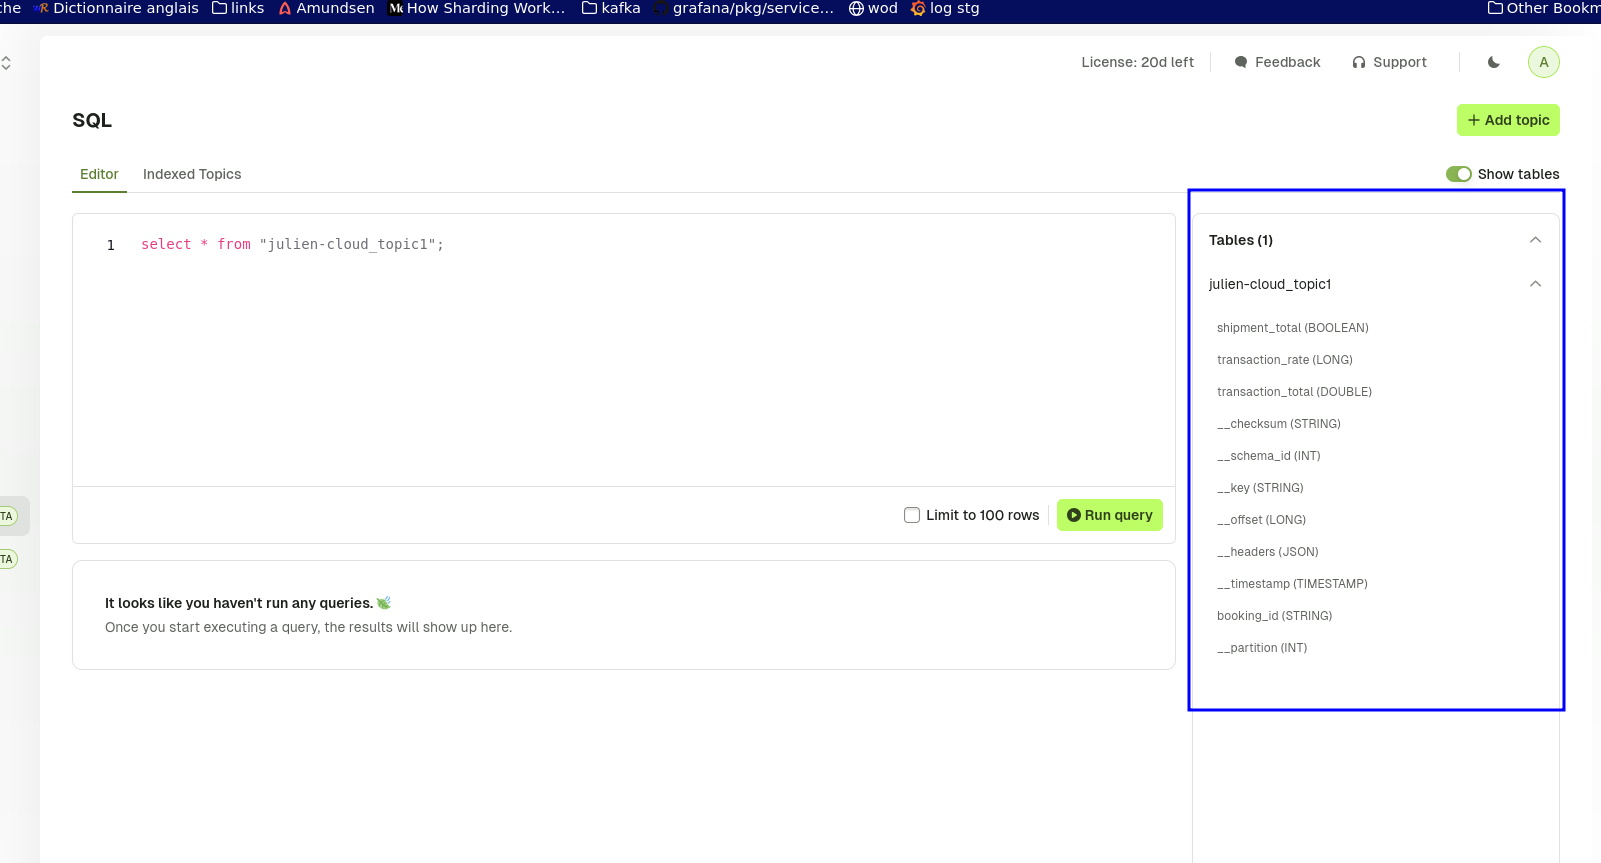 che Dictionnaire anglais links Amundsen How Sharding Work... kafka grafana/pkg/service... wod log stg Other Bookm
License: 20d left Feedback Support A
SQL
+ Add topic
Editor Indexed Topics Show tables
1 select * from "julien-cloud_topic1";
Tables (1)
julien-cloud_topic1
shipment_total (BOOLEAN)
transaction_rate (LONG)
transaction_total (DOUBLE)
__checksum (STRING)
__schema_id (INT)
__key (STRING)
__offset (LONG)
__headers (JSON)
__timestamp (TIMESTAMP)
booking_id (STRING)
__partition (INT)
TA
TA
Limit to 100 rows Run query
It looks like you haven't run any queries.
Once you start executing a query, the results will show up here.